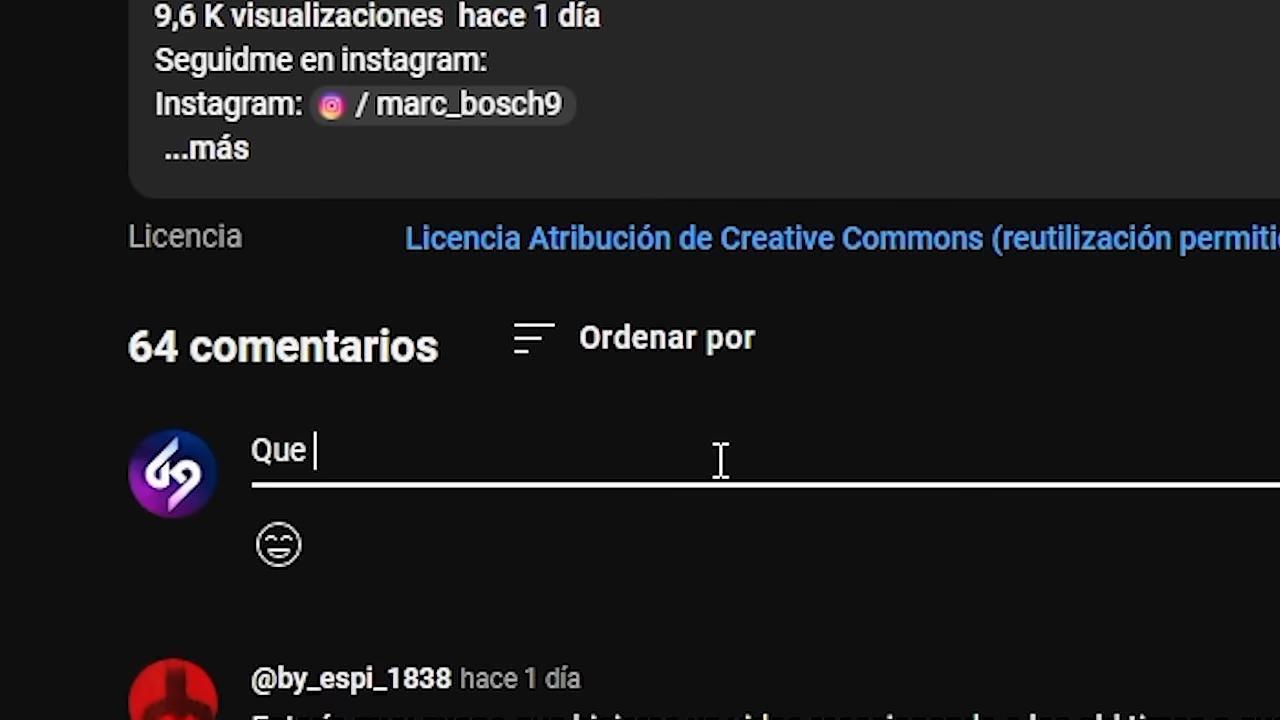 9,6 K visualizaciones hace 1 día
Seguidme en instagram:
Instagram: / marc_bosch9
...más
Licencia Licencia Atribución de Creative Commons (reutilización
64 comentarios Ordenar por
Que
@by_espi_1838 hace 1 día